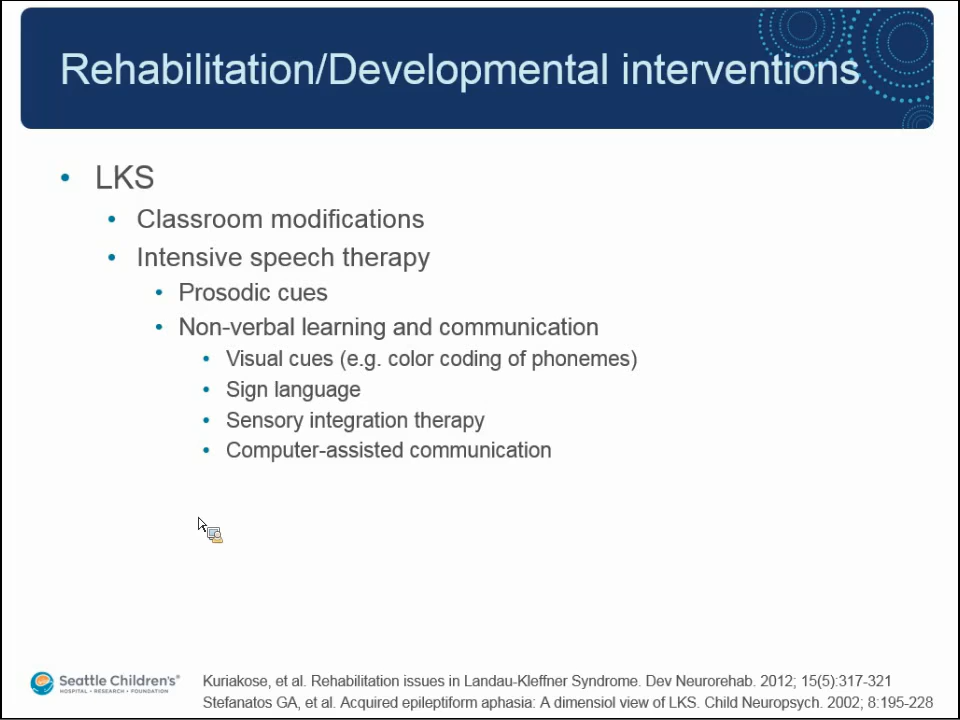 Rehabilitation/Developmental interventions
• LKS
• Classroom modifications
• Intensive speech therapy
• Prosodic cues
• Non-verbal learning and communication
• Visual cues (e.g. color coding of phonemes)
• Sign language
• Sensory integration therapy
• Computer-assisted communication
Seattle Children's®
HOSPITAL • RESEARCH • FOUNDATION
Kuriakose, et al. Rehabilitation issues in Landau-Kleffner Syndrome. Dev Neurorehab. 2012; 15(5):317-321
Stefanatos GA, et al. Acquired epileptiform aphasia: A dimensiol view of LKS. Child Neuropsych. 2002; 8:195-228